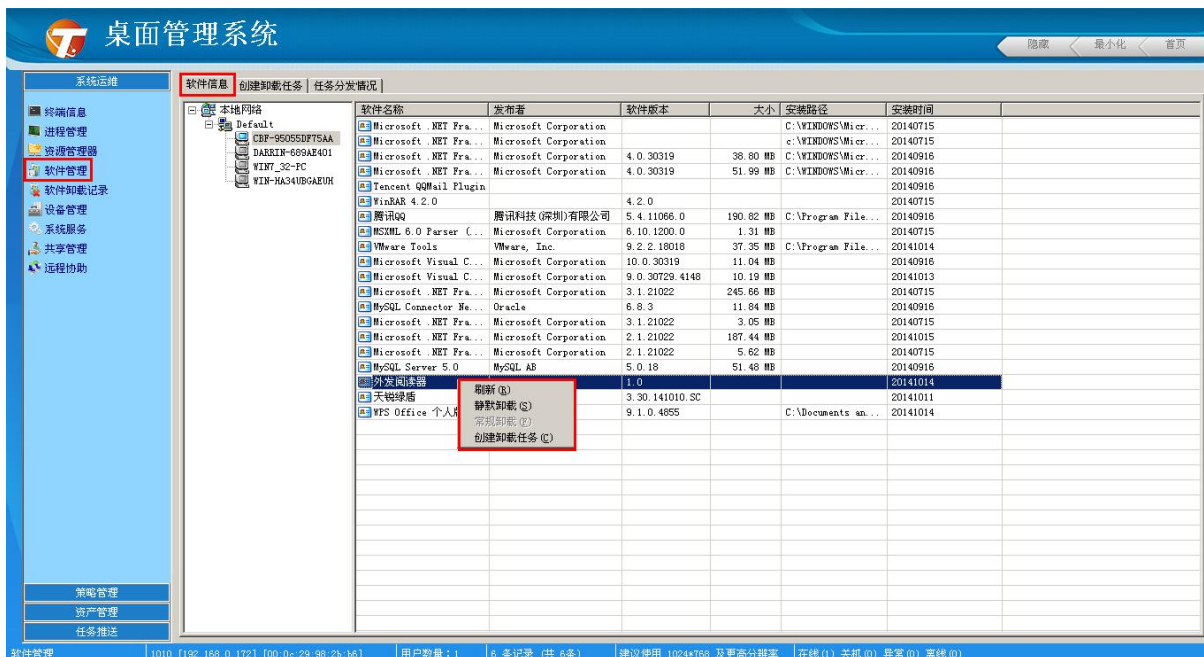 桌面管理系统
隐藏 最小化 首页
系统运维
软件信息 创建卸载任务 任务分发情况
终端信息
进程管理
资源管理器
软件管理
软件卸载记录
设备管理
系统服务
共享管理
远程协助
本地网络
Default
CBF-95055DF75AA
DARRIN-689AE401
WIN7_32-PC
WIN-HA34UBGAEUH
软件名称 发布者 软件版本 大小 安装路径 安装时间
Microsoft .NET Fra... Microsoft Corporation C:\WINDOWS\Micr... 20140715
Microsoft .NET Fra... Microsoft Corporation c:\WINDOWS\Micr... 20140715
Microsoft .NET Fra... Microsoft Corporation 4.0.30319 38.80 MB C:\WINDOWS\Micr... 20140916
Microsoft .NET Fra... Microsoft Corporation 4.0.30319 51.99 MB C:\WINDOWS\Micr... 20140916
Tencent QQMail Plugin 20140916
WinRAR 4.2.0 4.2.0 20140715
腾讯QQ 腾讯科技(深圳)有限公司 5.4.11066.0 190.82 MB C:\Program File... 20140916
MSXML 6.0 Parser (... Microsoft Corporation 6.10.1200.0 1.31 MB 20140715
VMware Tools VMware, Inc. 9.2.2.18018 37.35 MB C:\Program File... 20141014
Microsoft Visual C... Microsoft Corporation 10.0.30319 11.04 MB 20140916
Microsoft Visual C... Microsoft Corporation 9.0.30729.4148 10.19 MB 20141013
Microsoft .NET Fra... Microsoft Corporation 3.1.21022 245.66 MB 20140715
MySQL Connector Ne... Oracle 6.8.3 11.84 MB 20140916
Microsoft .NET Fra... Microsoft Corporation 3.1.21022 3.05 MB 20140715
Microsoft .NET Fra... Microsoft Corporation 2.1.21022 187.44 MB 20141015
Microsoft .NET Fra... Microsoft Corporation 2.1.21022 5.62 MB 20140715
MySQL Server 5.0 MySQL AB 5.0.18 51.48 MB 20140916
外发阅读器 1.0 20141014
天锐绿盾 3.30.141010.SC 20141011
WPS Office 个人版 9.1.0.4855 C:\Documents an... 20141014
刷新(R)
静默卸载(S)
常规卸载(F)
创建卸载任务(C)
策略管理
资产管理
任务推送
软件管理 1010 [192.168.0.172] [00:0c:29:98:2b:b6] 用户数量:1 6 条记录 (共 6条) 建议使用 1024*768 及更高分辨率 在线(1) 关机(0) 异常(0) 离线(0)